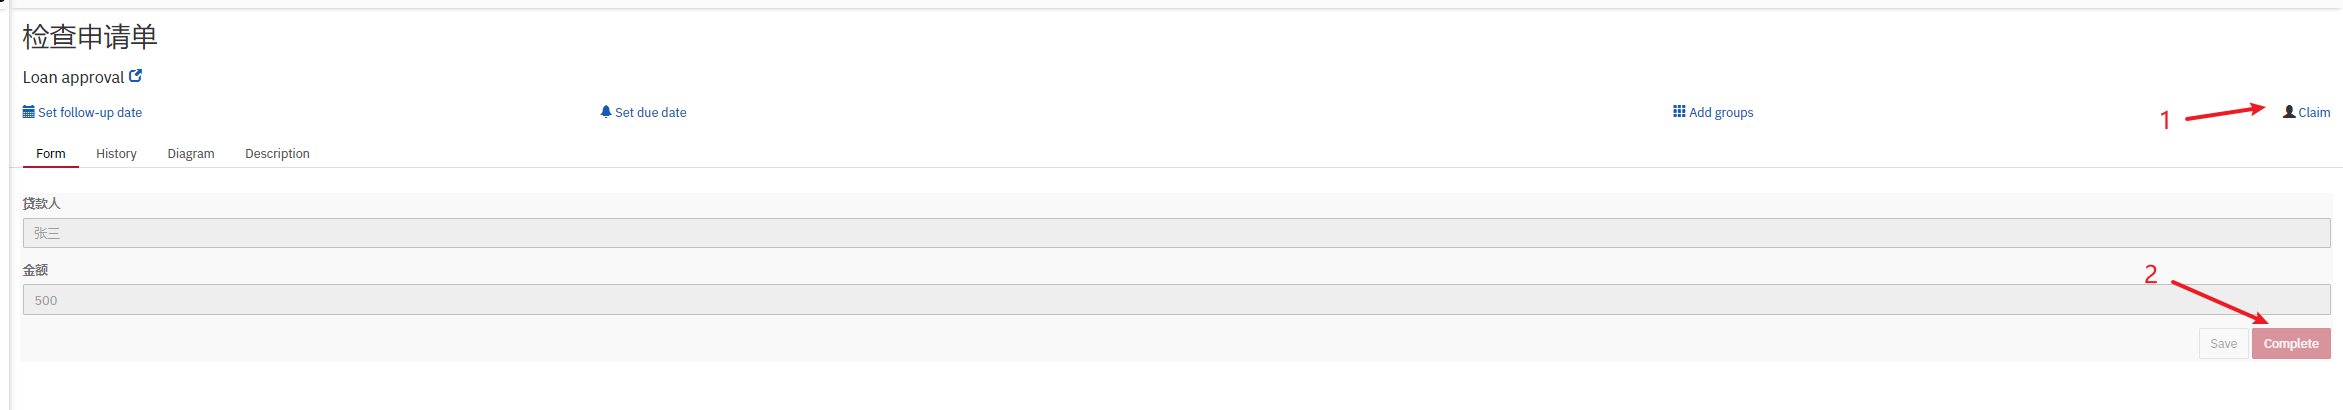 检查申请单
Loan approval
Set follow-up date
Set due date
Add groups
1
Claim
Form
History
Diagram
Description
贷款人
张三
金额
500
2
Save
Complete